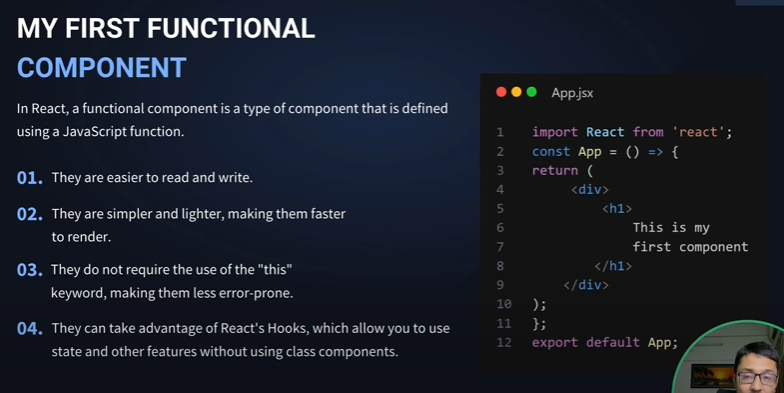 MY FIRST FUNCTIONAL
COMPONENT
In React, a functional component is a type of component that is defined
using a JavaScript function.
01. They are easier to read and write.
02. They are simpler and lighter, making them faster
to render.
03. They do not require the use of the "this"
keyword, making them less error-prone.
04. They can take advantage of React's Hooks, which allow you to use
state and other features without using class components.
App.jsx
1 import React from 'react';
2 const App = () => {
3 return (
4 <div>
5 <h1>
6 This is my
7 first component
8 </h1>
9 </div>
10 );
11 };
12 export default App;